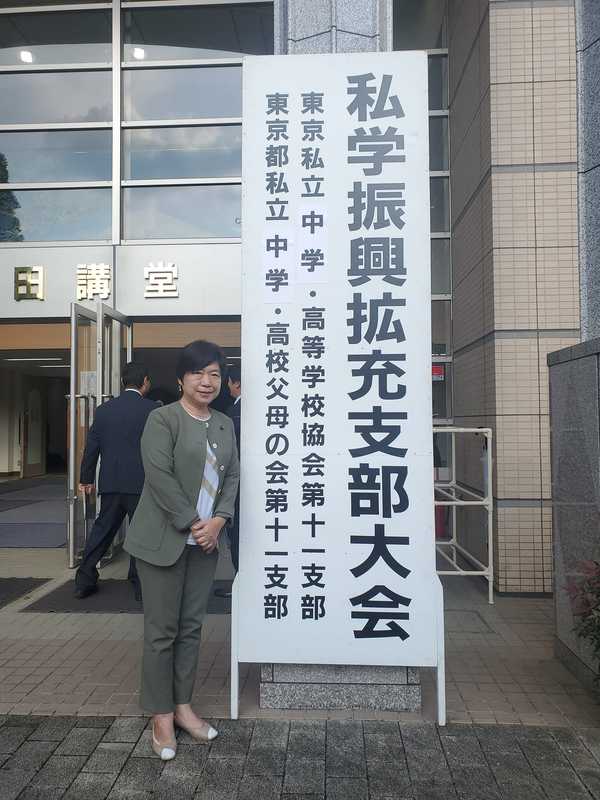 私学振興拡充支部大会
東京私立中学・高等学校協会第十一支部
東京都私立中学・高校父母の会第十一支部
田講堂